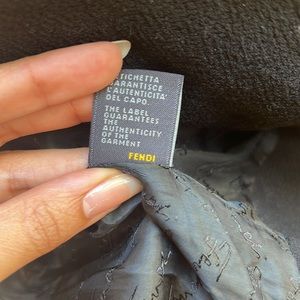 L'ETICHETTA
GARANTISCE
L'AUTENTICITA'
DEL CAPO.
THE LABEL
GUARANTEES
THE
AUTHENTICITY
OF THE
GARMENT
FENDI